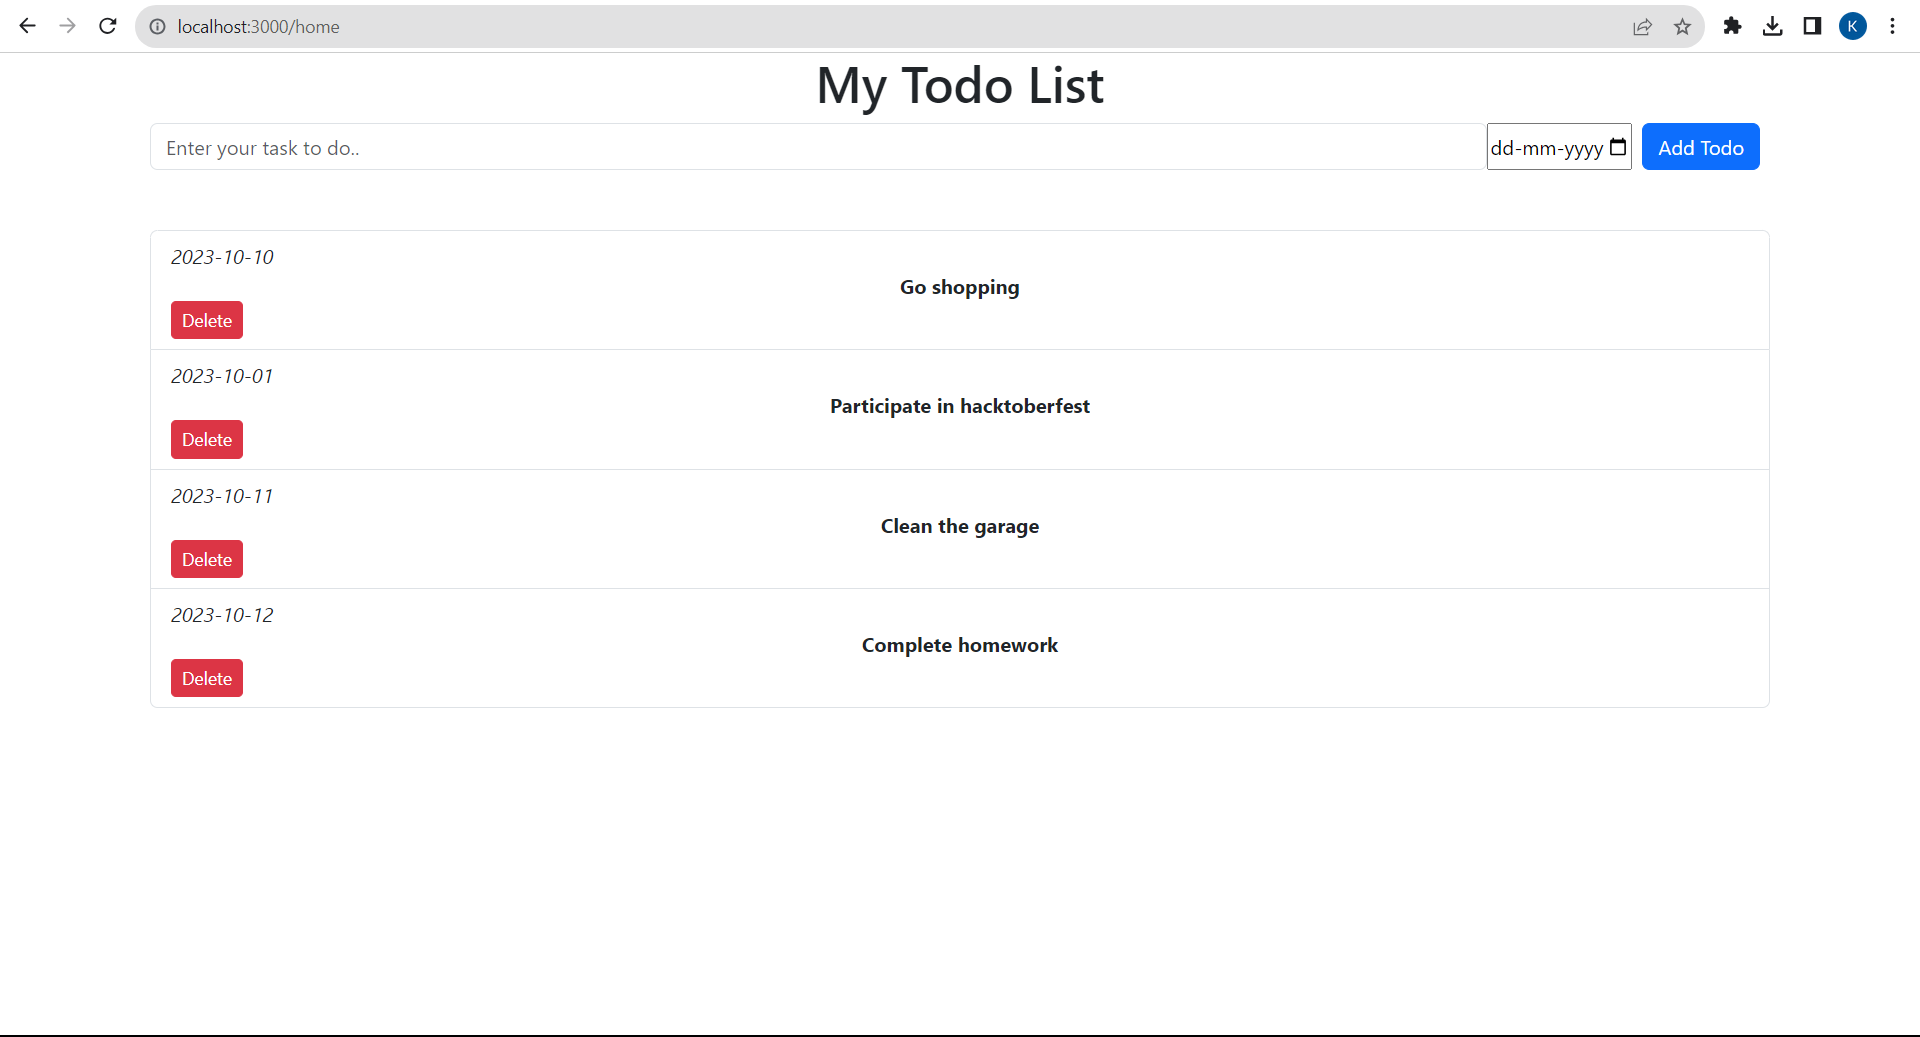 localhost:3000/home
K
My Todo List
Enter your task to do..
dd-mm-yyyy
Add Todo
2023-10-10
Go shopping
Delete
2023-10-01
Participate in hacktoberfest
Delete
2023-10-11
Clean the garage
Delete
2023-10-12
Complete homework
Delete